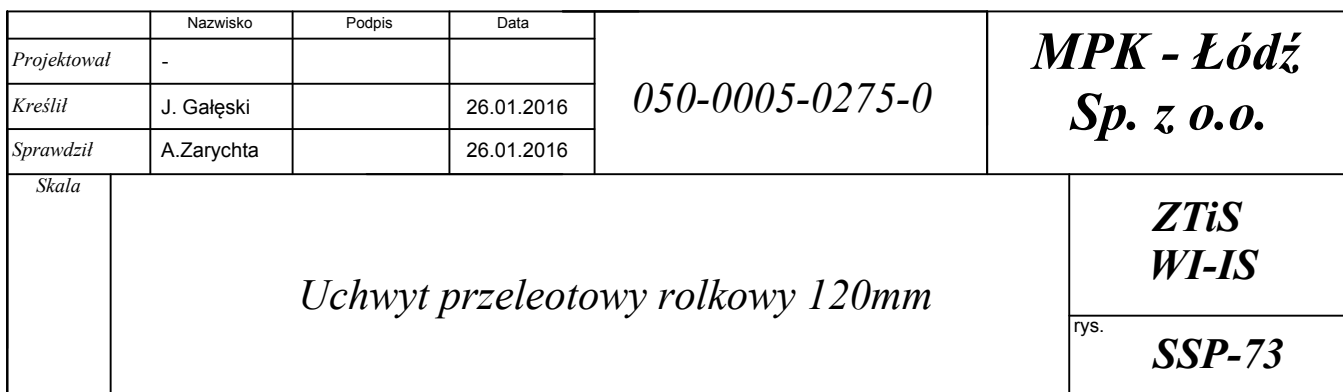 Nazwisko Podpis Data
Projektował -
Kreślił J. Gałęski 26.01.2016
Sprawdził A.Zarychta 26.01.2016
050-0005-0275-0
MPK - Łódź
Sp. z o.o.
Skala
Uchwyt przeleotowy rolkowy 120mm
ZTiS
WI-IS
rys.
SSP-73